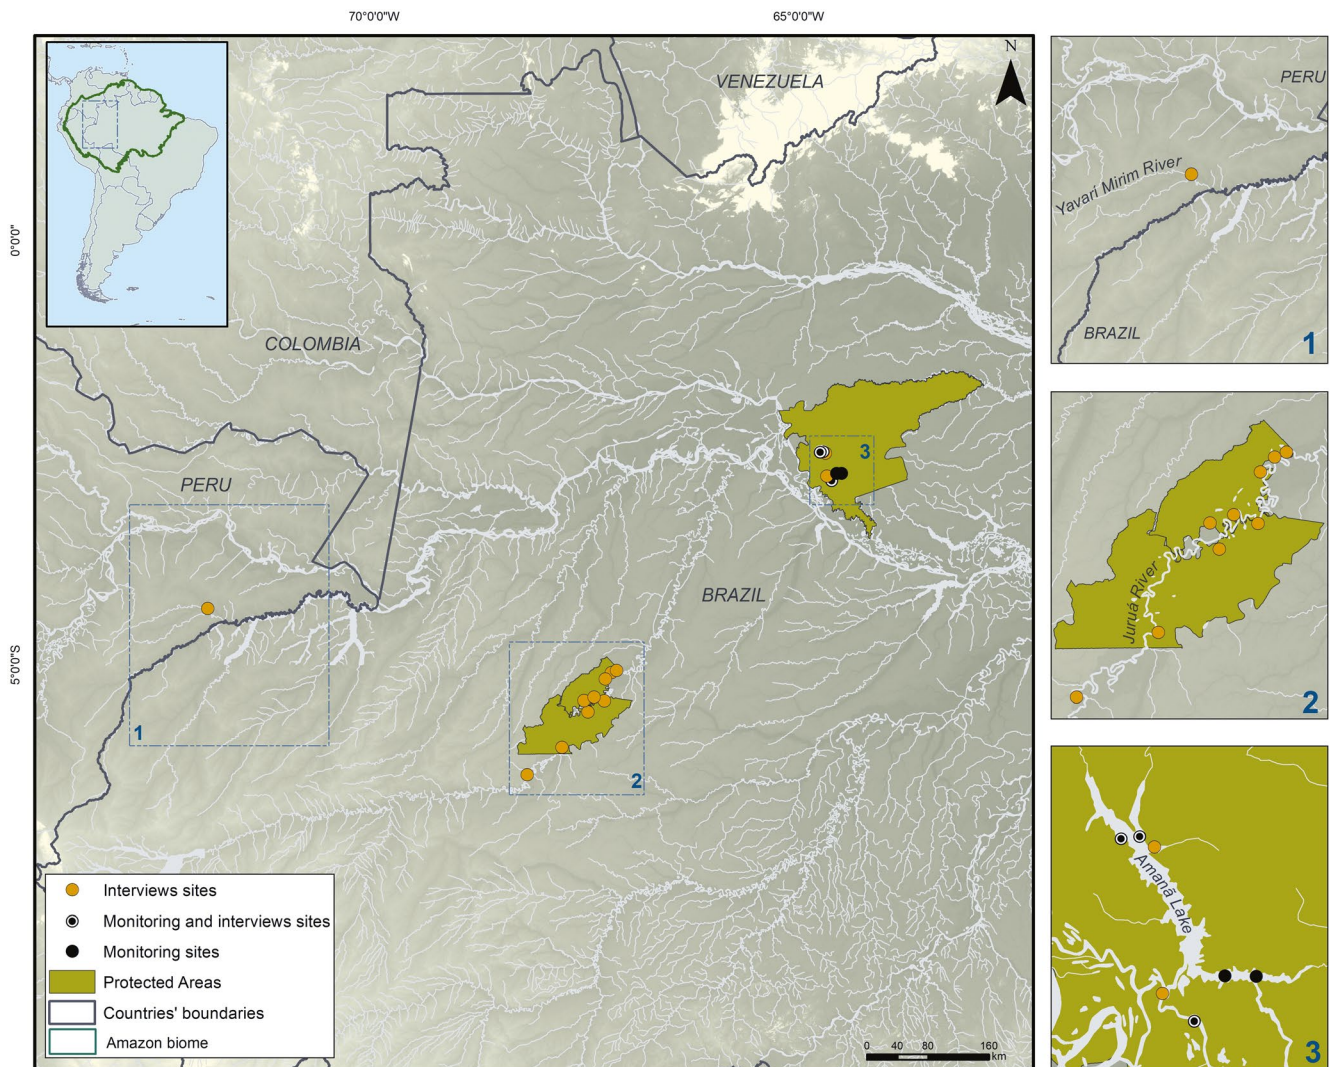 70°0'0"W
65°0'0"W
N
VENEZUELA
PERU
0°0'0"
Yavari Mirim River
COLOMBIA
BRAZIL
1
PERU
3
BRAZIL
5°0'0"S
1
2
Juruá River
2
Amanã Lake
Interviews sites
Monitoring and interviews sites
Monitoring sites
Protected Areas
Countries' boundaries
Amazon biome
0 40 80 160
km
3